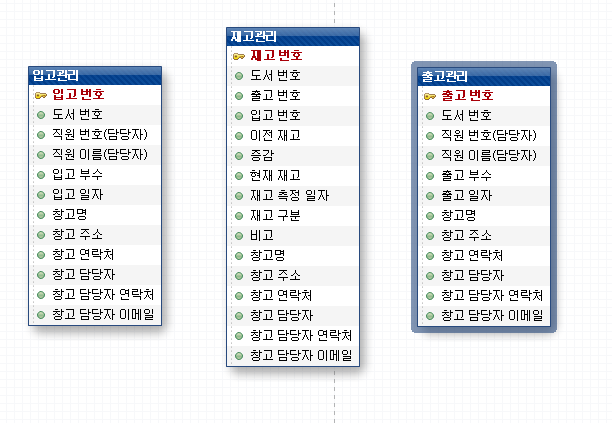 입고관리
입고 번호
도서 번호
직원 번호(담당자)
직원 이름(담당자)
입고 부수
입고 일자
창고명
창고 주소
창고 연락처
창고 담당자
창고 담당자 연락처
창고 담당자 이메일
재고관리
재고 번호
도서 번호
출고 번호
입고 번호
이전 재고
증감
현재 재고
재고 측정 일자
재고 구분
비고
창고명
창고 주소
창고 연락처
창고 담당자
창고 담당자 연락처
창고 담당자 이메일
출고관리
출고 번호
도서 번호
직원 번호(담당자)
직원 이름(담당자)
출고 부수
출고 일자
창고명
창고 주소
창고 연락처
창고 담당자
창고 담당자 연락처
창고 담당자 이메일